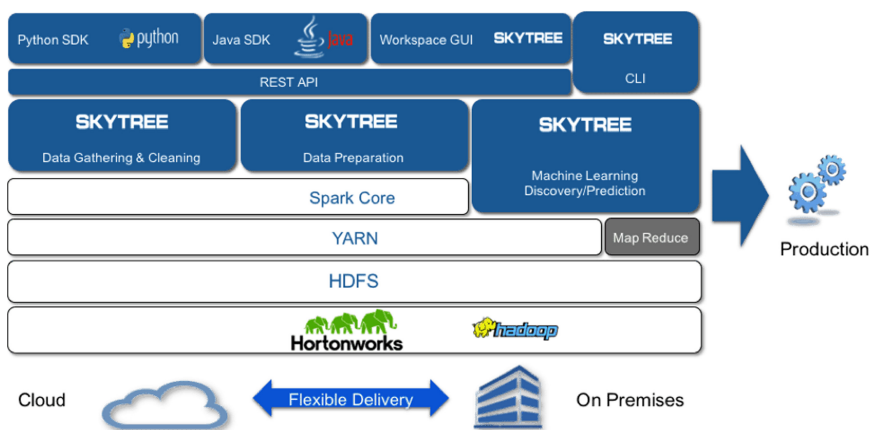 Python SDK python Java SDK Java Workspace GUI SKYTREE SKYTREE
REST API CLI
SKYTREE SKYTREE SKYTREE
Data Gathering & Cleaning Data Preparation Machine Learning
Discovery/Prediction
Spark Core
YARN Map Reduce
Production
HDFS
Hortonworks hadoop
Cloud Flexible Delivery On Premises